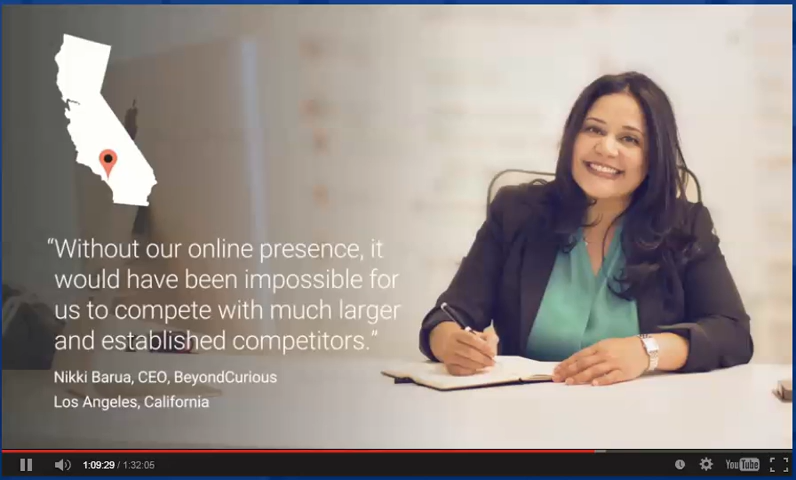 “Without our online presence, it
would have been impossible for
us to compete with much larger
and established competitors.”
Nikki Barua, CEO, BeyondCurious
Los Angeles, California
1:09:29 / 1:32:05
YouTube